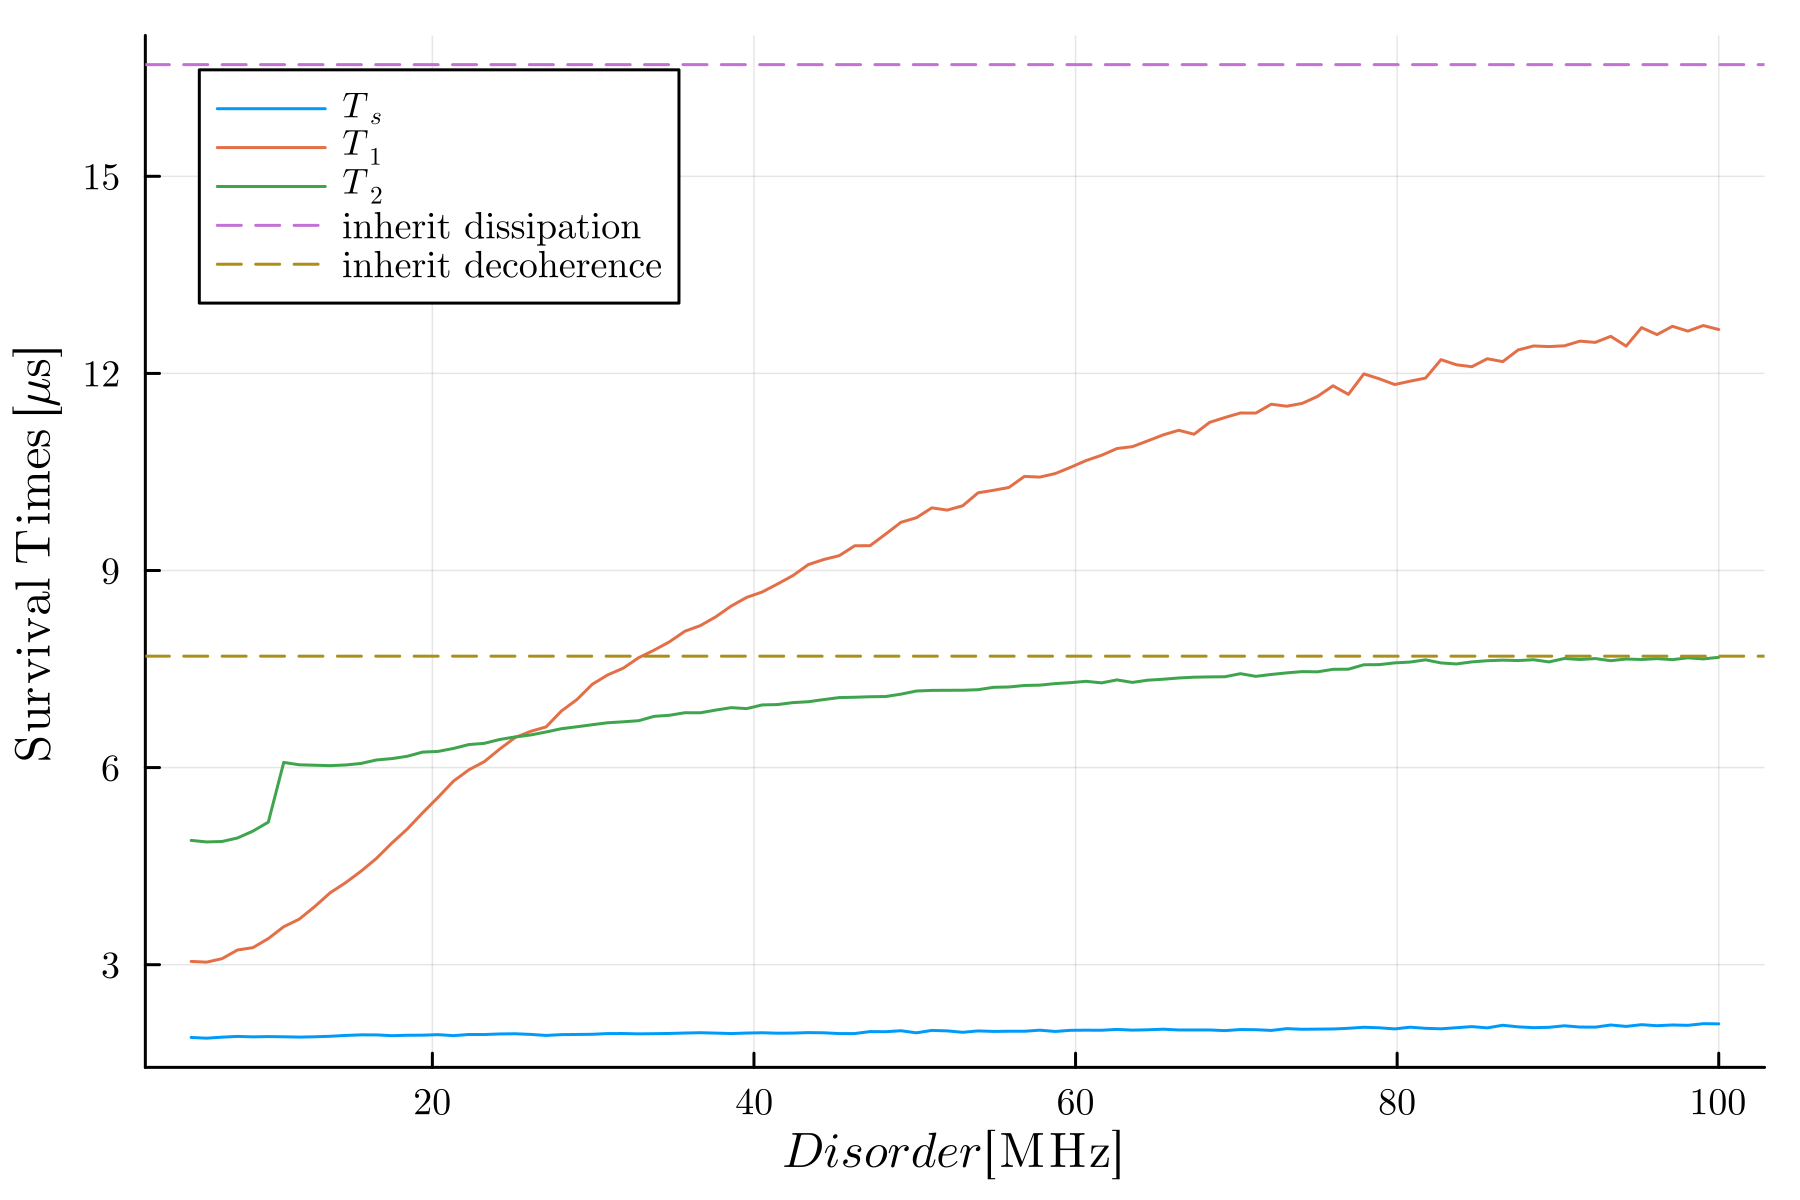 T_s
T_1
T_2
inherit dissipation
inherit decoherence
15
12
9
6
3
Survival Times [μs]
20 40 60 80 100
Disorder[MHz]